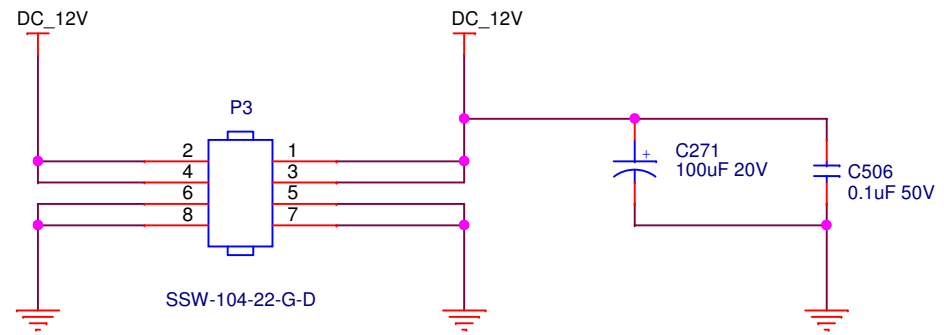 DC_12V
DC_12V
P3
2 1
4 3
6 5
8 7
SSW-104-22-G-D
+
C271
100uF 20V
C506
0.1uF 50V